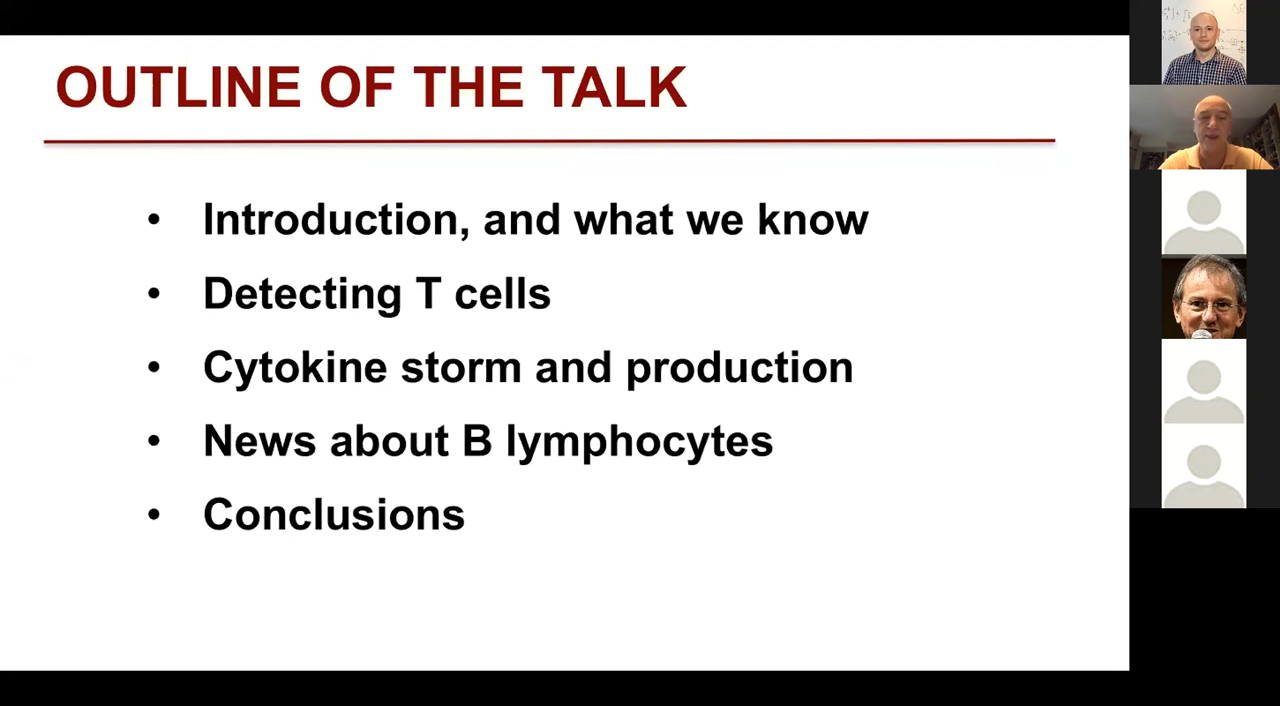 OUTLINE OF THE TALK
• Introduction, and what we know
• Detecting T cells
• Cytokine storm and production
• News about B lymphocytes
• Conclusions